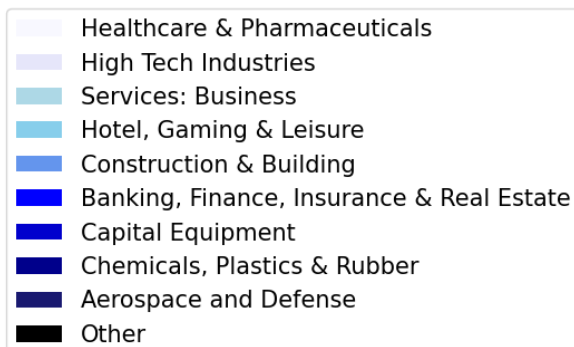 Healthcare & Pharmaceuticals
High Tech Industries
Services: Business
Hotel, Gaming & Leisure
Construction & Building
Banking, Finance, Insurance & Real Estate
Capital Equipment
Chemicals, Plastics & Rubber
Aerospace and Defense
Other